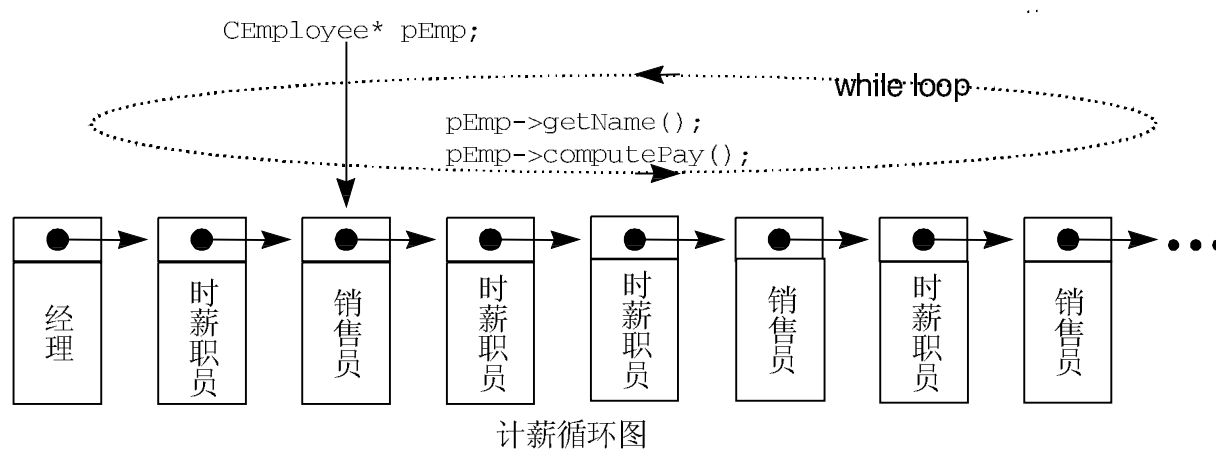 CEmployee* pEmp;
while loop
pEmp->getName();
pEmp->computePay();
经理
时薪职员
销售员
时薪职员
时薪职员
销售员
时薪职员
销售员
计薪循环图